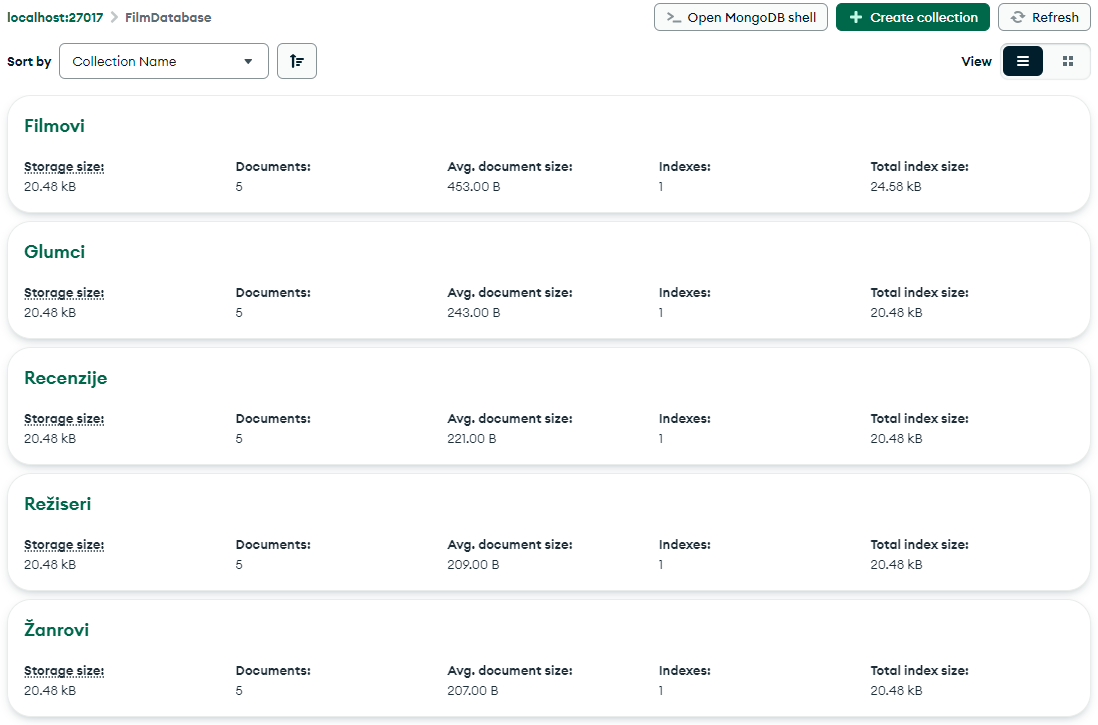 localhost:27017 > FilmDatabase >_ Open MongoDB shell + Create collection Refresh
Sort by Collection Name View
Filmovi
Storage size: Documents: Avg. document size: Indexes: Total index size:
20.48 kB 5 453.00 B 1 24.58 kB
Glumci
Storage size: Documents: Avg. document size: Indexes: Total index size:
20.48 kB 5 243.00 B 1 20.48 kB
Recenzije
Storage size: Documents: Avg. document size: Indexes: Total index size:
20.48 kB 5 221.00 B 1 20.48 kB
Režiseri
Storage size: Documents: Avg. document size: Indexes: Total index size:
20.48 kB 5 209.00 B 1 20.48 kB
Žanrovi
Storage size: Documents: Avg. document size: Indexes: Total index size:
20.48 kB 5 207.00 B 1 20.48 kB